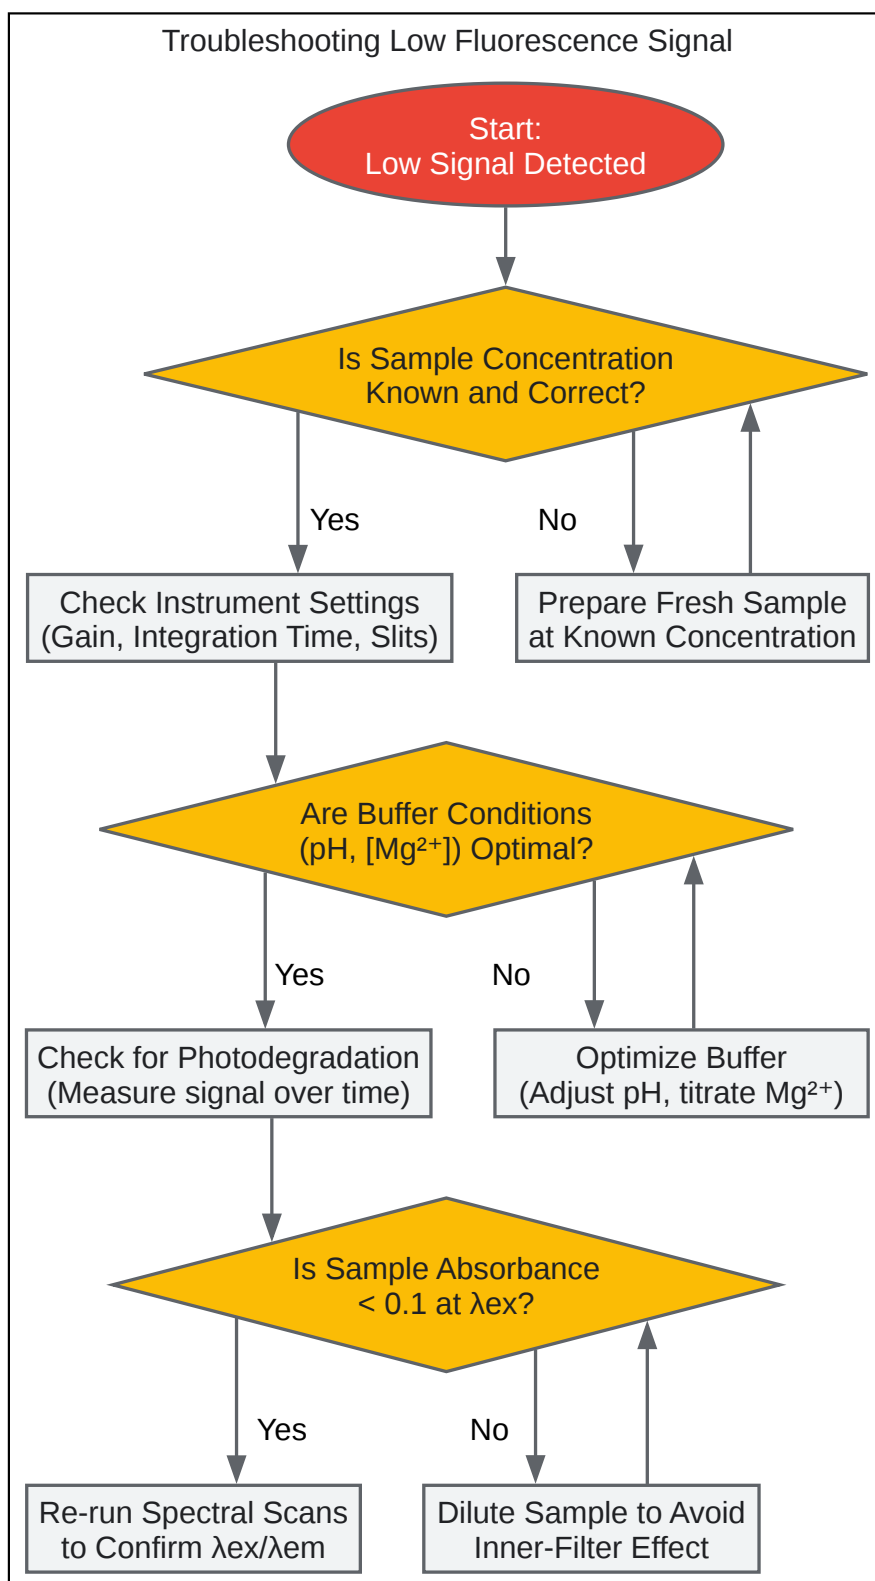 Troubleshooting Low Fluorescence Signal
Start:
Low Signal Detected
Is Sample Concentration
Known and Correct?
Yes
No
Check Instrument Settings
(Gain, Integration Time, Slits)
Prepare Fresh Sample
at Known Concentration
Are Buffer Conditions
(pH, [Mg²⁺]) Optimal?
Yes
No
Check for Photodegradation
(Measure signal over time)
Optimize Buffer
(Adjust pH, titrate Mg²⁺)
Is Sample Absorbance
< 0.1 at λex?
Yes
No
Re-run Spectral Scans
to Confirm λex/λem
Dilute Sample to Avoid
Inner-Filter Effect